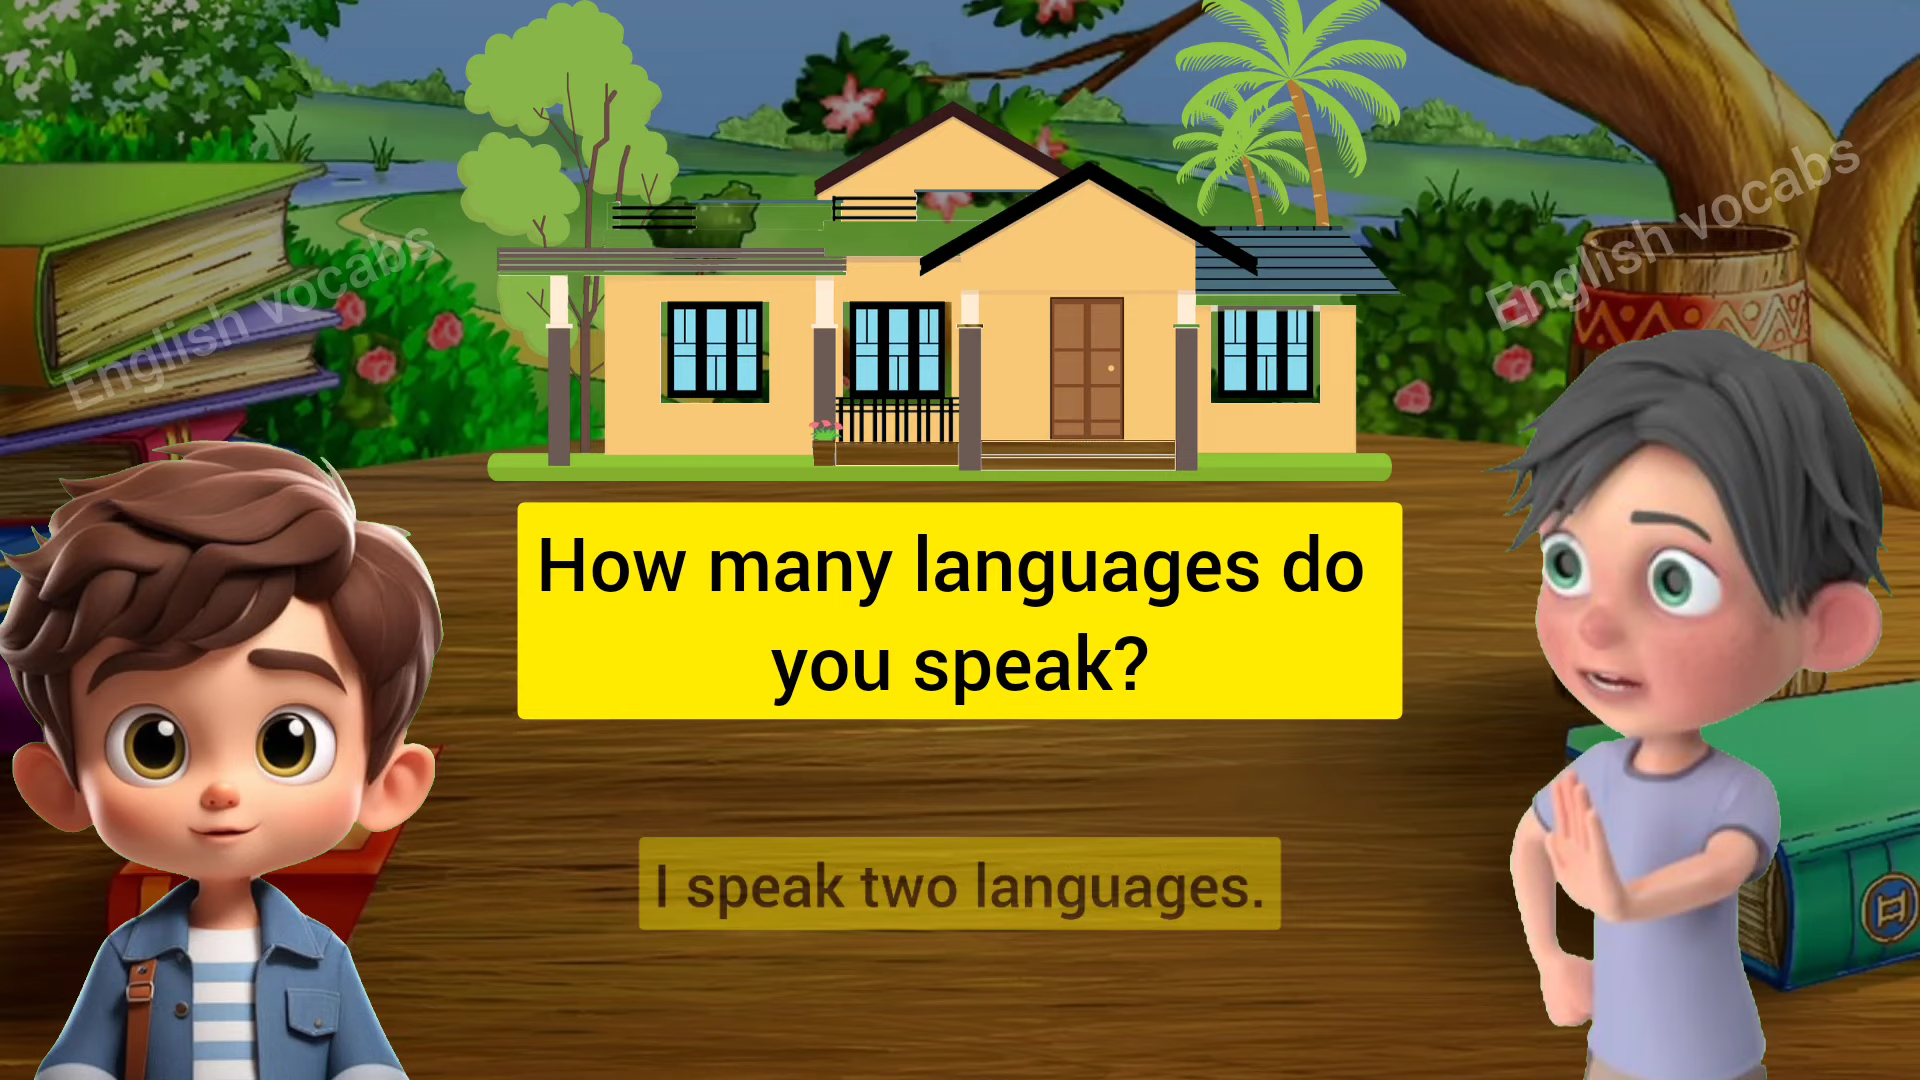 English vocabs
English vocabs
How many languages do
you speak?
I speak two languages.